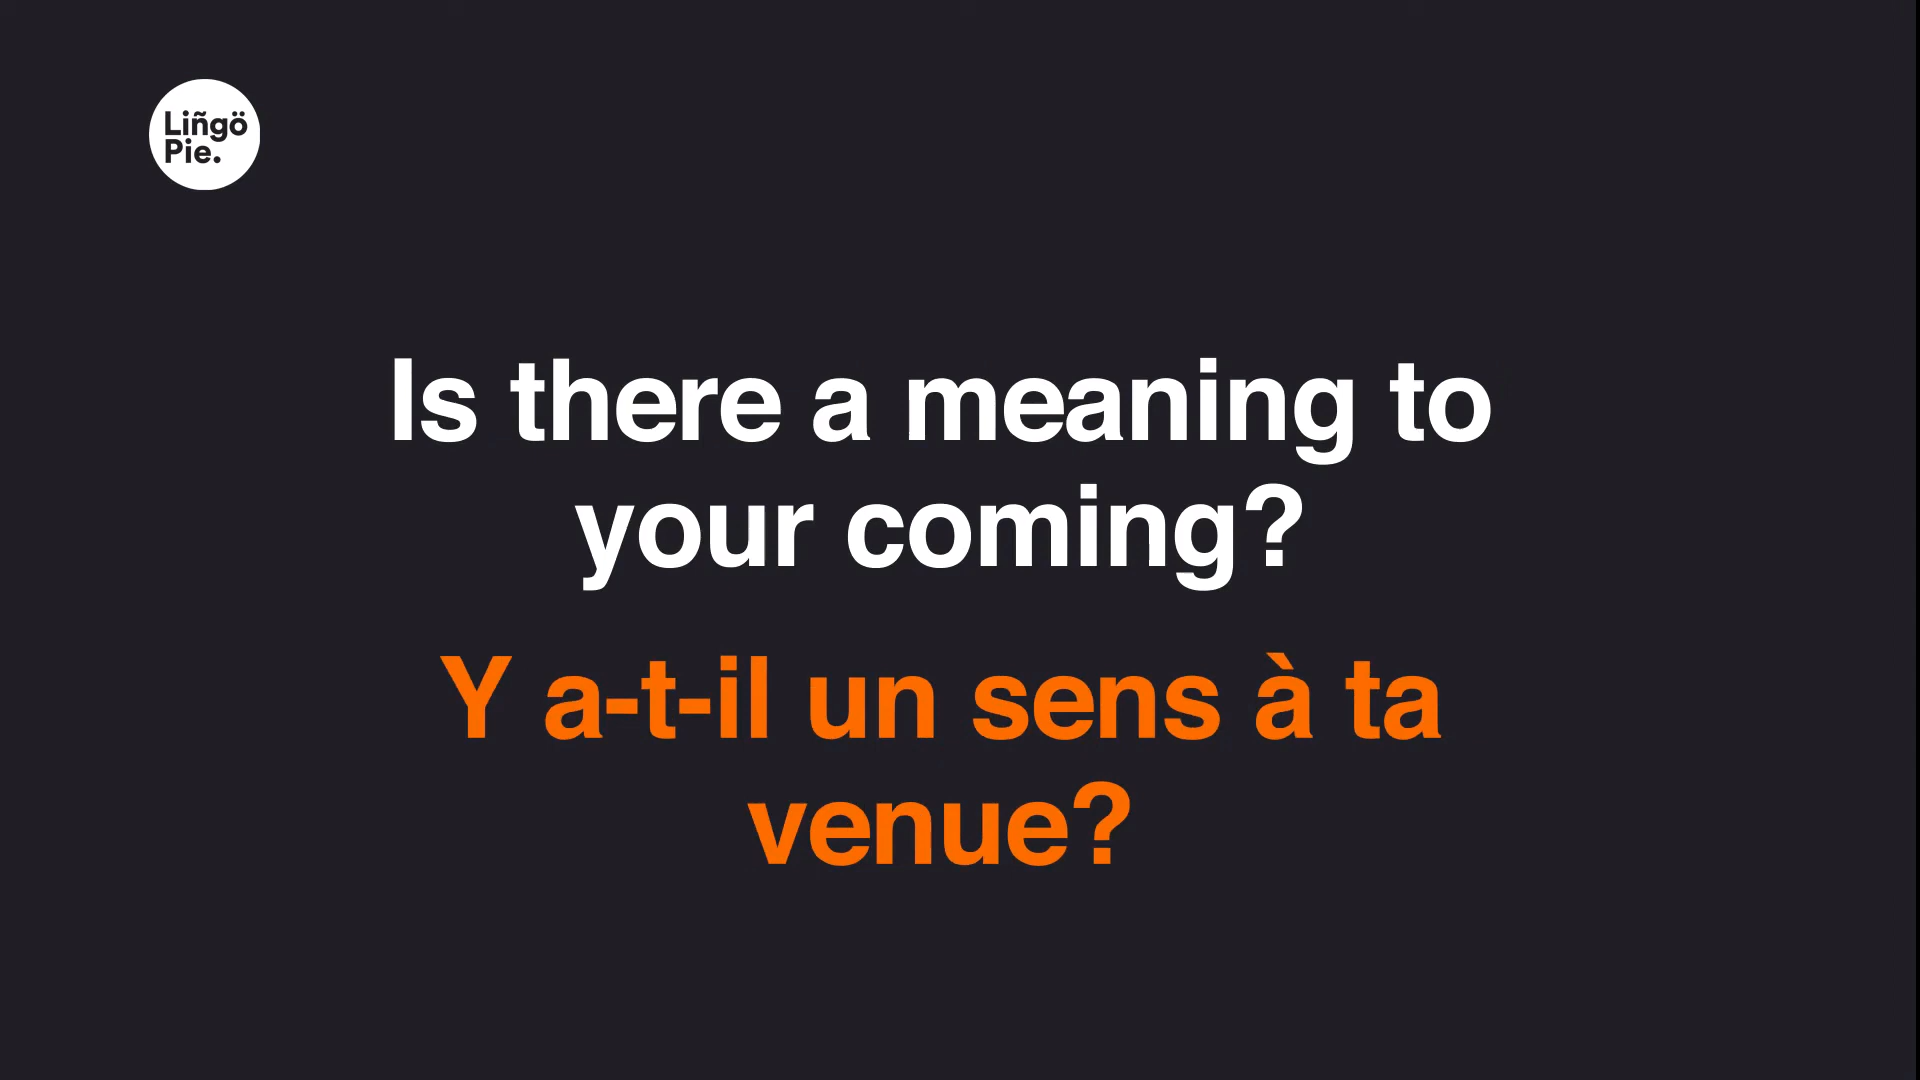 Liñgö
Pie.
Is there a meaning to
your coming?
Y a-t-il un sens à ta
venue?